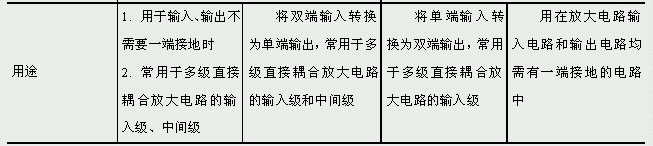 用途
1. 用于输入、输出不
需要一端接地时
2. 常用于多级直接
耦合放大电路的输
入级、中间级
将双端输入转换
为单端输出，常用于多
级直接耦合放大电路
的输入级和中间级
将单端输入转
换为双端输出，常用
于多级直接耦合放
大电路的输入级
用在放大电路输
入电路和输出电路均
需有一端接地的电路
中